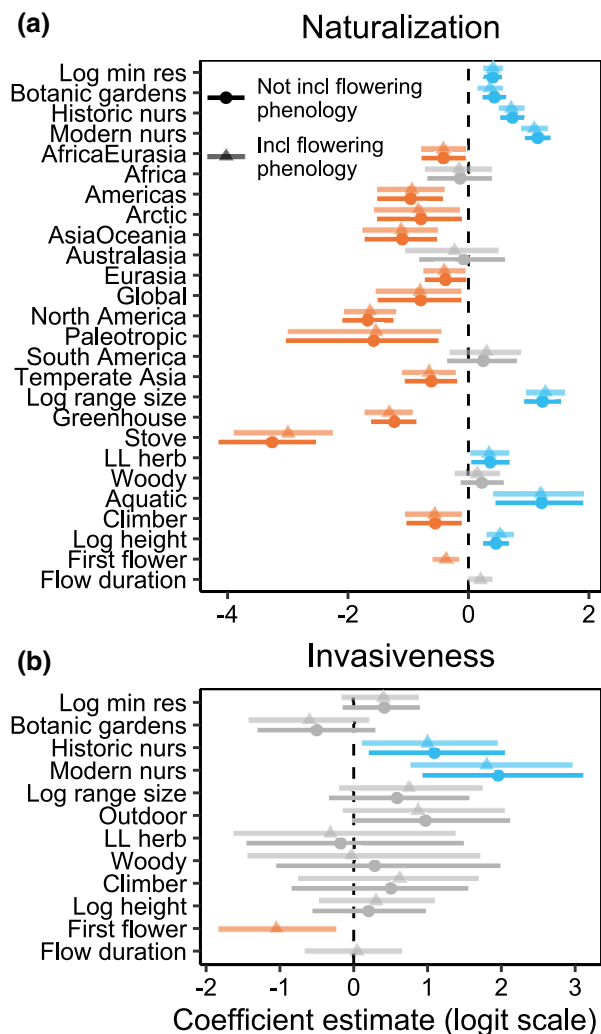 (a)
Naturalization
Log min res
Botanic gardens
Historic nurs
Modern nurs
AfricaEurasia
Africa
Americas
Arctic
AsiaOceania
Australasia
Eurasia
Global
North America
Paleotropic
South America
Temperate Asia
Log range size
Greenhouse
Stove
LL herb
Woody
Aquatic
Climber
Log height
First flower
Flow duration
Not incl flowering
phenology
Incl flowering
phenology
-4 -2 0 2
(b)
Invasiveness
Log min res
Botanic gardens
Historic nurs
Modern nurs
Log range size
Outdoor
LL herb
Woody
Climber
Log height
First flower
Flow duration
-2 -1 0 1 2 3
Coefficient estimate (logit scale)